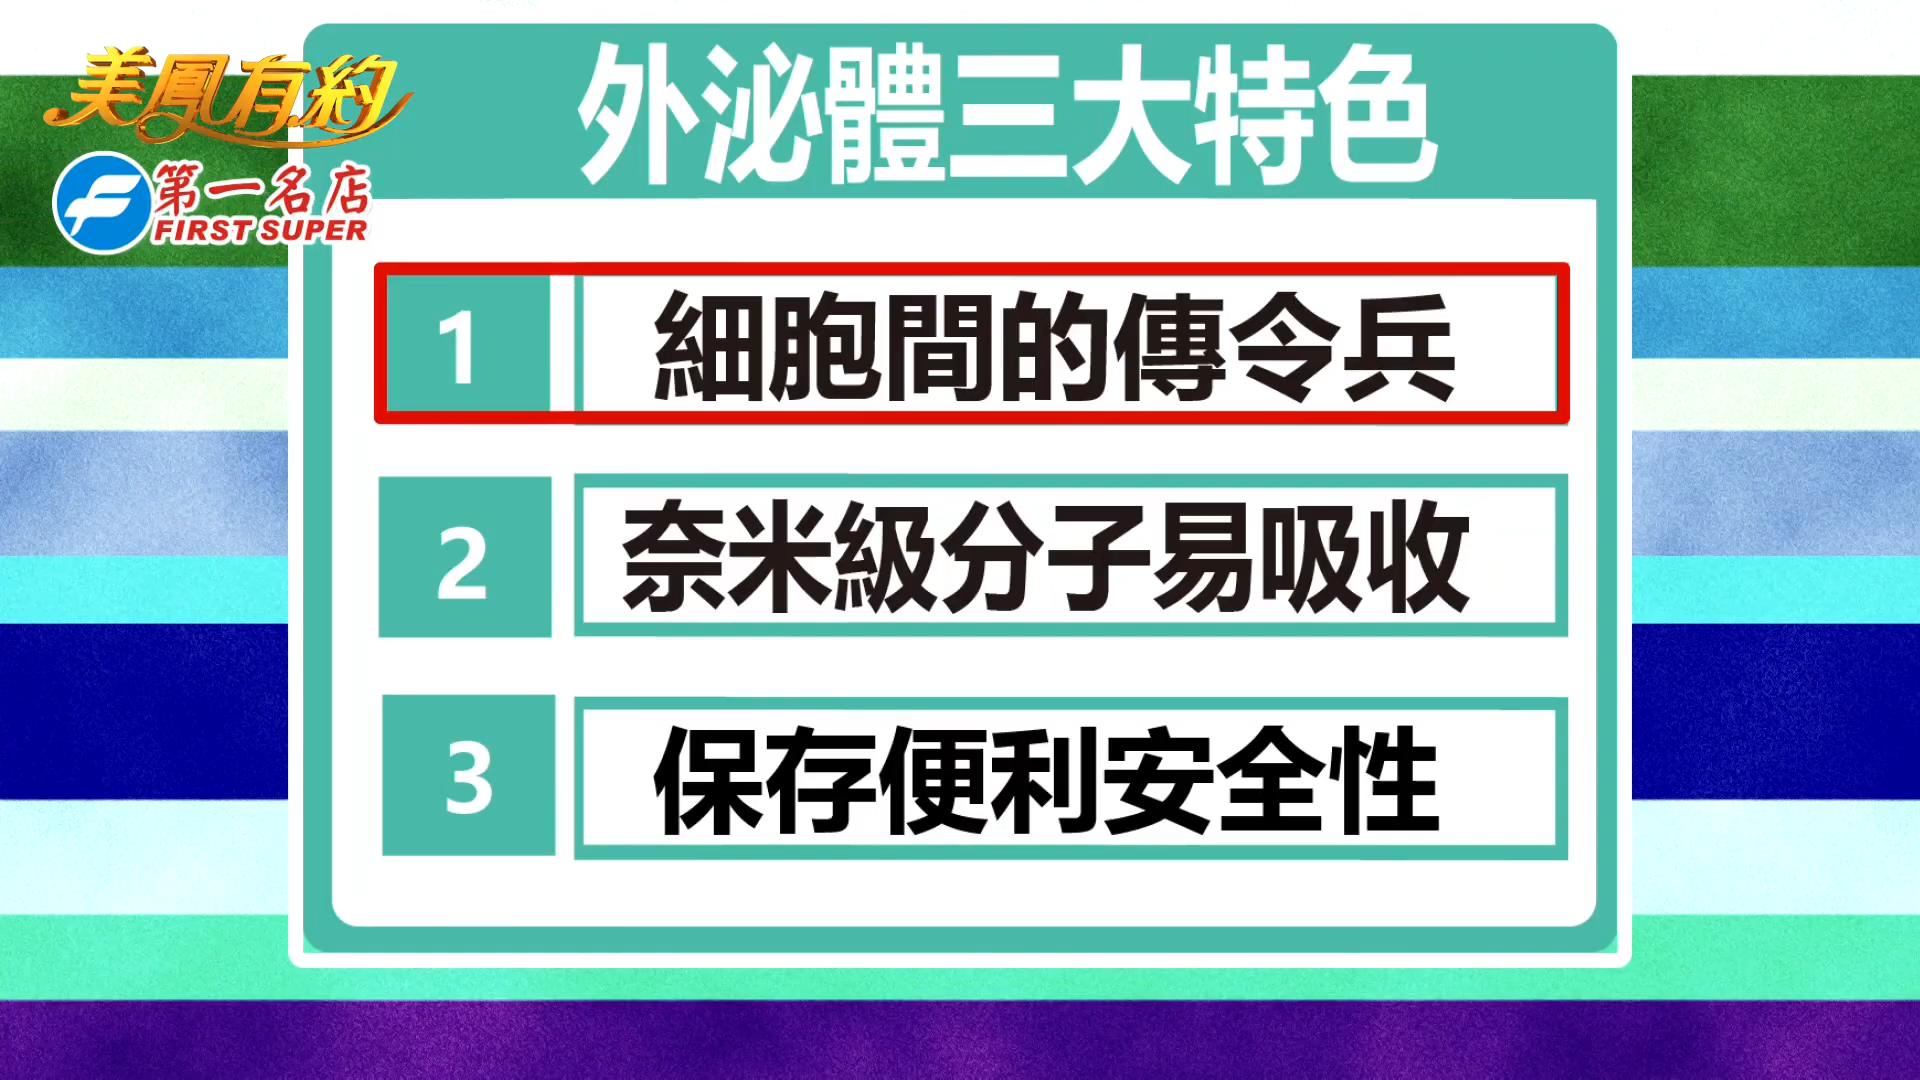 美鳳有約
第一名店
FIRST SUPER
外泌體三大特色
1 細胞間的傳令兵
2 奈米級分子易吸收
3 保存便利安全性